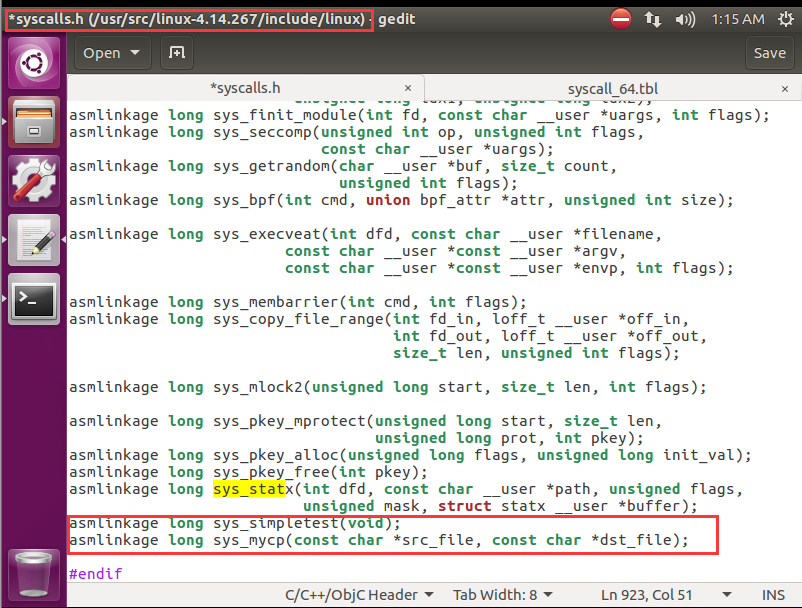 *syscalls.h (/usr/src/linux-4.14.267/include/linux) - gedit
1:15 AM
Open
Save
*syscalls.h ×
syscall_64.tbl ×
asmlinkage long sys_finit_module(int fd, const char __user *uargs, int flags);
asmlinkage long sys_seccomp(unsigned int op, unsigned int flags,
const char __user *uargs);
asmlinkage long sys_getrandom(char __user *buf, size_t count,
unsigned int flags);
asmlinkage long sys_bpf(int cmd, union bpf_attr *attr, unsigned int size);
asmlinkage long sys_execveat(int dfd, const char __user *filename,
const char __user *const __user *argv,
const char __user *const __user *envp, int flags);
asmlinkage long sys_membarrier(int cmd, int flags);
asmlinkage long sys_copy_file_range(int fd_in, loff_t __user *off_in,
int fd_out, loff_t __user *off_out,
size_t len, unsigned int flags);
asmlinkage long sys_mlock2(unsigned long start, size_t len, int flags);
asmlinkage long sys_pkey_mprotect(unsigned long start, size_t len,
unsigned long prot, int pkey);
asmlinkage long sys_pkey_alloc(unsigned long flags, unsigned long init_val);
asmlinkage long sys_pkey_free(int pkey);
asmlinkage long sys_statx(int dfd, const char __user *path, unsigned flags,
unsigned mask, struct statx __user *buffer);
asmlinkage long sys_simpletest(void);
asmlinkage long sys_mycp(const char *src_file, const char *dst_file);
#endif
C/C++/ObjC Header
Tab Width: 8
Ln 923, Col 51
INS